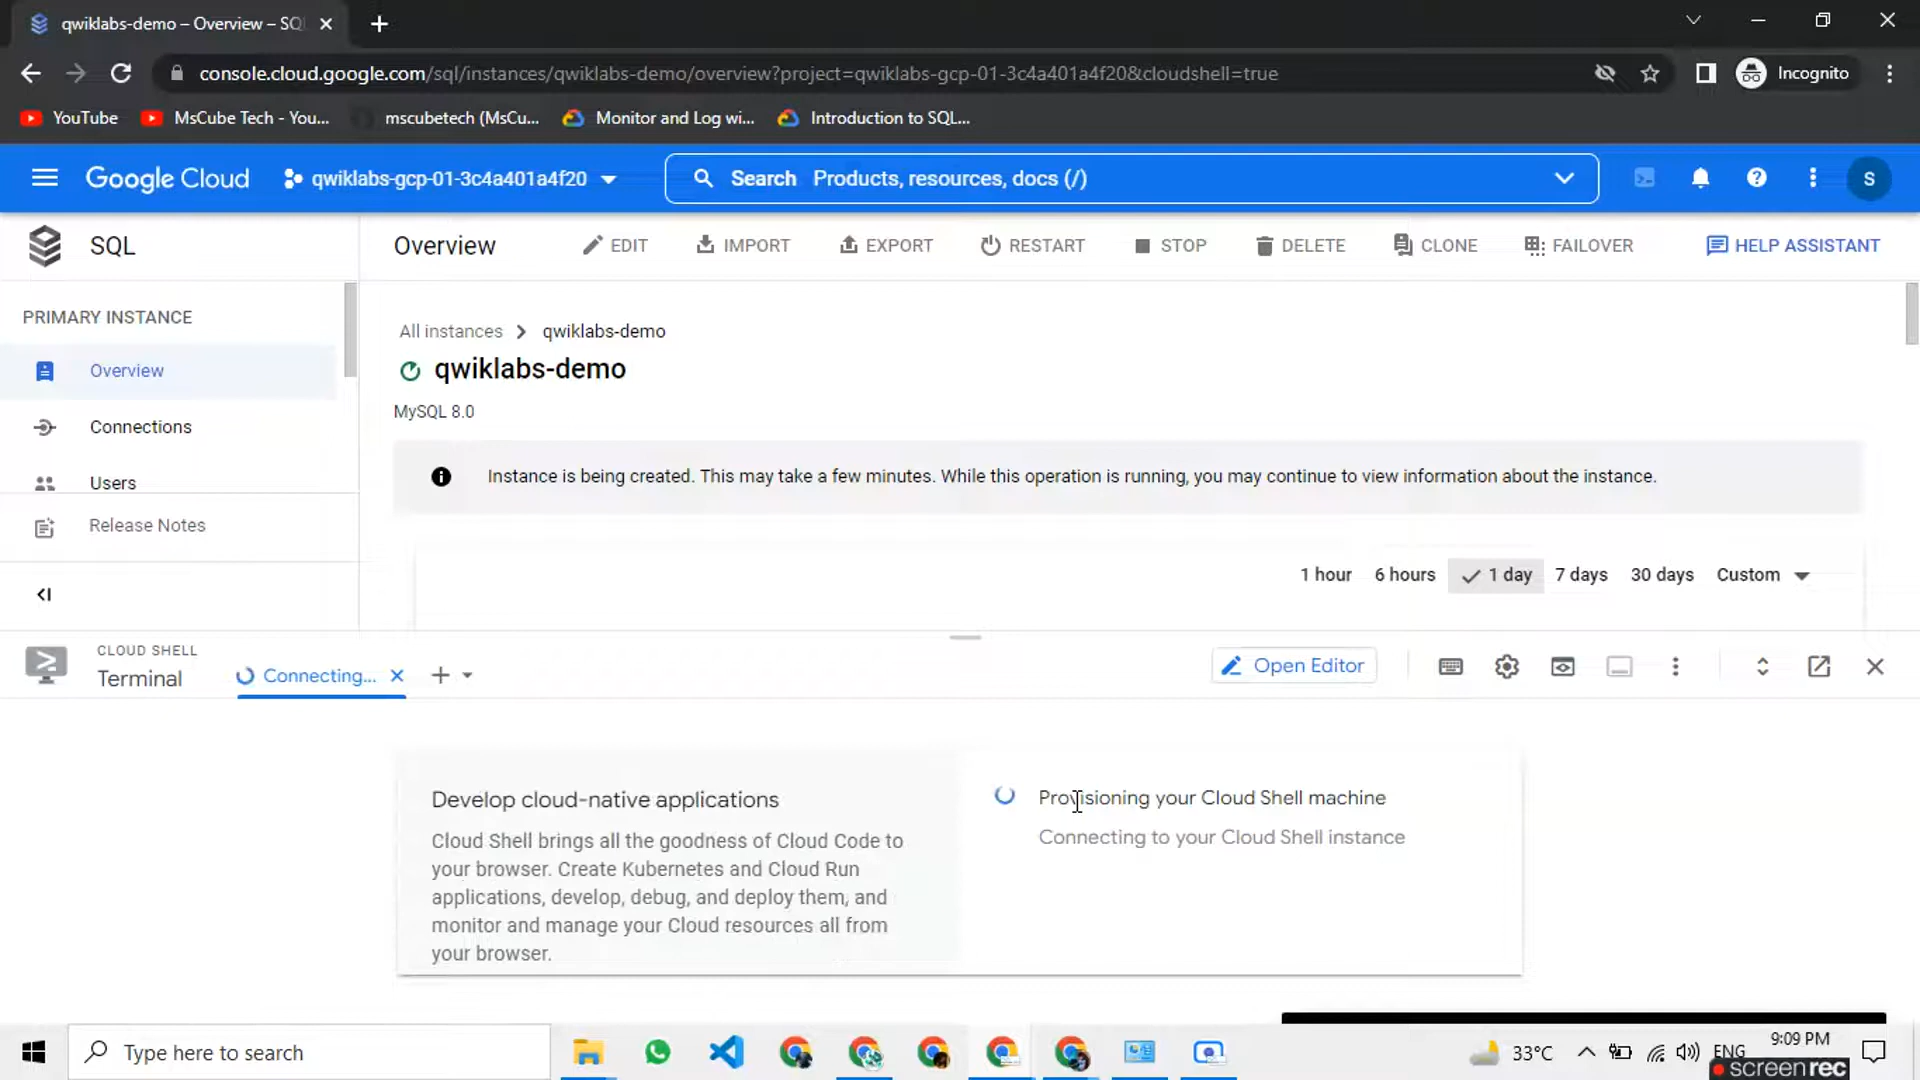 qwiklabs-demo – Overview – SQ
console.cloud.google.com/sql/instances/qwiklabs-demo/overview?project=qwiklabs-gcp-01-3c4a401a4f20&cloudshell=true
Incognito
YouTube
MsCube Tech - You...
mscubetech (MsCu...
Monitor and Log wi...
Introduction to SQL...
Google Cloud
qwiklabs-gcp-01-3c4a401a4f20
Search Products, resources, docs (/)
S
SQL
Overview
EDIT
IMPORT
EXPORT
RESTART
STOP
DELETE
CLONE
FAILOVER
HELP ASSISTANT
PRIMARY INSTANCE
Overview
Connections
Users
Release Notes
All instances
qwiklabs-demo
qwiklabs-demo
MySQL 8.0
Instance is being created. This may take a few minutes. While this operation is running, you may continue to view information about the instance.
1 hour
6 hours
1 day
7 days
30 days
Custom
CLOUD SHELL
Terminal
Connecting...
Open Editor
Develop cloud-native applications
Cloud Shell brings all the goodness of Cloud Code to
your browser. Create Kubernetes and Cloud Run
applications, develop, debug, and deploy them, and
monitor and manage your Cloud resources all from
your browser.
Provisioning your Cloud Shell machine
Connecting to your Cloud Shell instance
Type here to search
33°C
ENG
9:09 PM
screenrec